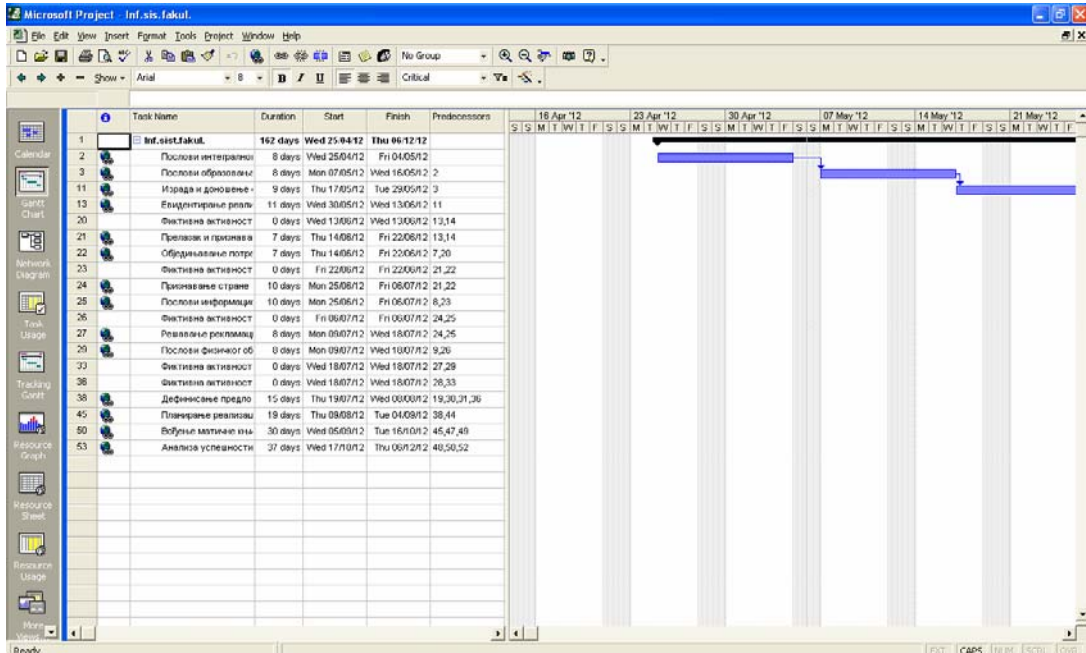 Microsoft Project - Inf.sis.fakul.
File Edit View Insert Format Tools Project Window Help
No Group
Show Arial 8 B I U Critical
Task Name Duration Start Finish Predecessors
16 Apr '12 23 Apr '12 30 Apr '12 07 May '12 14 May '12 21 May '12
S S M T W T F S S M T W T F S S M T W T F S S M T W T F S S M T W T F S S M T W T F
1 Inf.sist.fakul. 162 days Wed 25/04/12 Thu 06/12/12
2 Послови интегралног 8 days Wed 25/04/12 Fri 04/05/12
3 Послови образовање 8 days Mon 07/05/12 Wed 16/05/12 2
11 Израда и доношење 9 days Thu 17/05/12 Tue 29/05/12 3
13 Евидентирање реали 11 days Wed 30/05/12 Wed 13/06/12 11
20 Фиктивна активност 0 days Wed 13/06/12 Wed 13/06/12 13,14
21 Прелазак и признава 7 days Thu 14/06/12 Fri 22/06/12 13,14
22 Обједињавање потре 7 days Thu 14/06/12 Fri 22/06/12 7,20
23 Фиктивна активност 0 days Fri 22/06/12 Fri 22/06/12 21,22
24 Признавање стране 10 days Mon 25/06/12 Fri 06/07/12 21,22
25 Послови информаци 10 days Mon 25/06/12 Fri 06/07/12 8,23
26 Фиктивна активност 0 days Fri 06/07/12 Fri 06/07/12 24,25
27 Решавање рекламац 8 days Mon 09/07/12 Wed 18/07/12 24,25
29 Послови физичког об 8 days Mon 09/07/12 Wed 18/07/12 9,26
33 Фиктивна активност 0 days Wed 18/07/12 Wed 18/07/12 27,29
36 Фиктивна активност 0 days Wed 18/07/12 Wed 18/07/12 28,33
38 Дефинисање предло 15 days Thu 19/07/12 Wed 08/08/12 19,30,31,36
45 Планирање реализац 19 days Thu 09/08/12 Tue 04/09/12 38,44
50 Вођење матичне књи 30 days Wed 05/09/12 Tue 16/10/12 45,47,49
53 Анализа успешности 37 days Wed 17/10/12 Thu 06/12/12 48,50,52
Calendar
Gantt Chart
Network Diagram
Task Usage
Tracking Gantt
Resource Graph
Resource Sheet
Resource Usage
More Views...
Ready
EXT CAPS NUM SCRL OVR